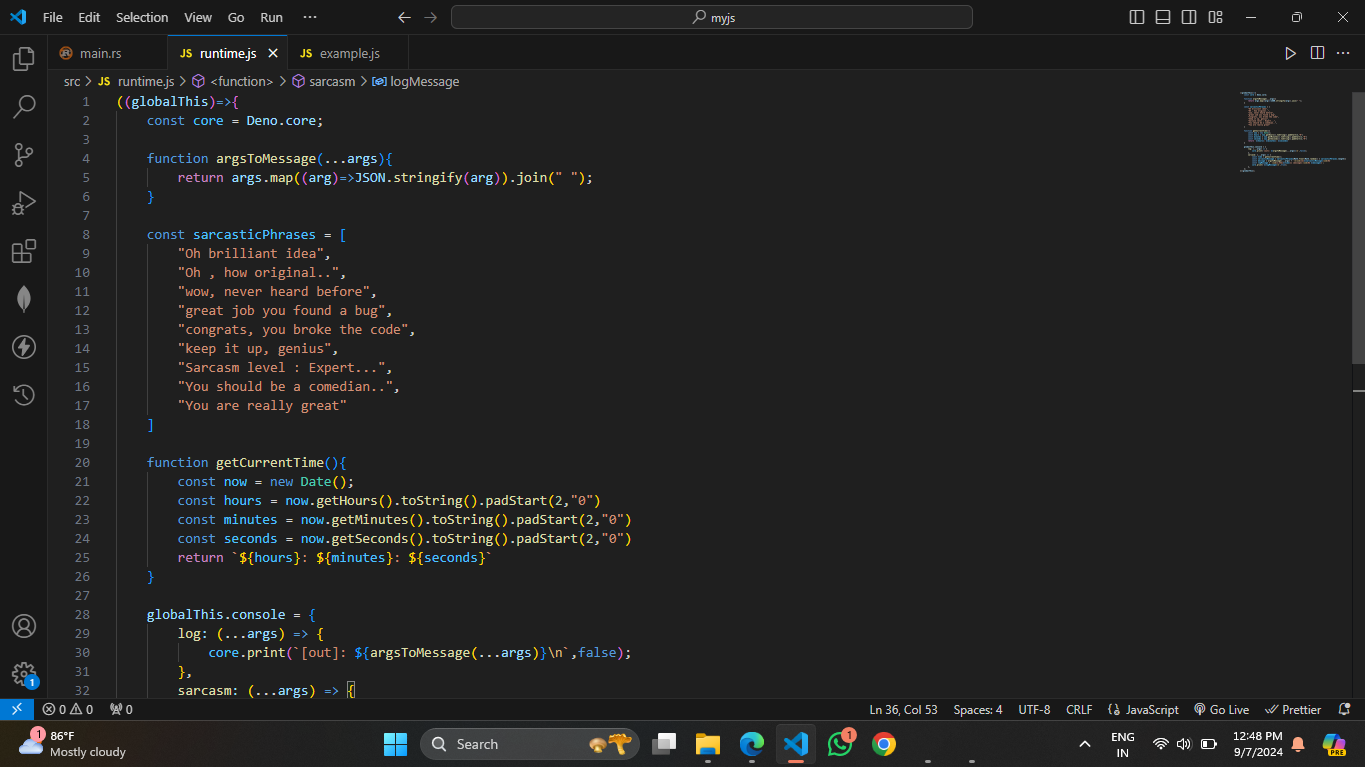 File Edit Selection View Go Run ··· myjs
main.rs JS runtime.js JS example.js
src > JS runtime.js > <function> > sarcasm > logMessage
1 ((globalThis)=>{
2 const core = Deno.core;
3
4 function argsToMessage(...args){
5 return args.map((arg)=>JSON.stringify(arg)).join(" ");
6 }
7
8 const sarcasticPhrases = [
9 "Oh brilliant idea",
10 "Oh , how original..",
11 "wow, never heard before",
12 "great job you found a bug",
13 "congrats, you broke the code",
14 "keep it up, genius",
15 "Sarcasm level : Expert...",
16 "You should be a comedian..",
17 "You are really great"
18 ]
19
20 function getCurrentTime(){
21 const now = new Date();
22 const hours = now.getHours().toString().padStart(2,"0")
23 const minutes = now.getMinutes().toString().padStart(2,"0")
24 const seconds = now.getSeconds().toString().padStart(2,"0")
25 return `${hours}: ${minutes}: ${seconds}`
26 }
27
28 globalThis.console = {
29 log: (...args) => {
30 core.print(`[out]: ${argsToMessage(...args)}\n`,false);
31 },
32 sarcasm: (...args) => {
1
0 0 0 Ln 36, Col 53 Spaces: 4 UTF-8 CRLF {} JavaScript Go Live Prettier
1 86°F
Mostly cloudy
Search
1
ENG
IN
12:48 PM
9/7/2024
PRE